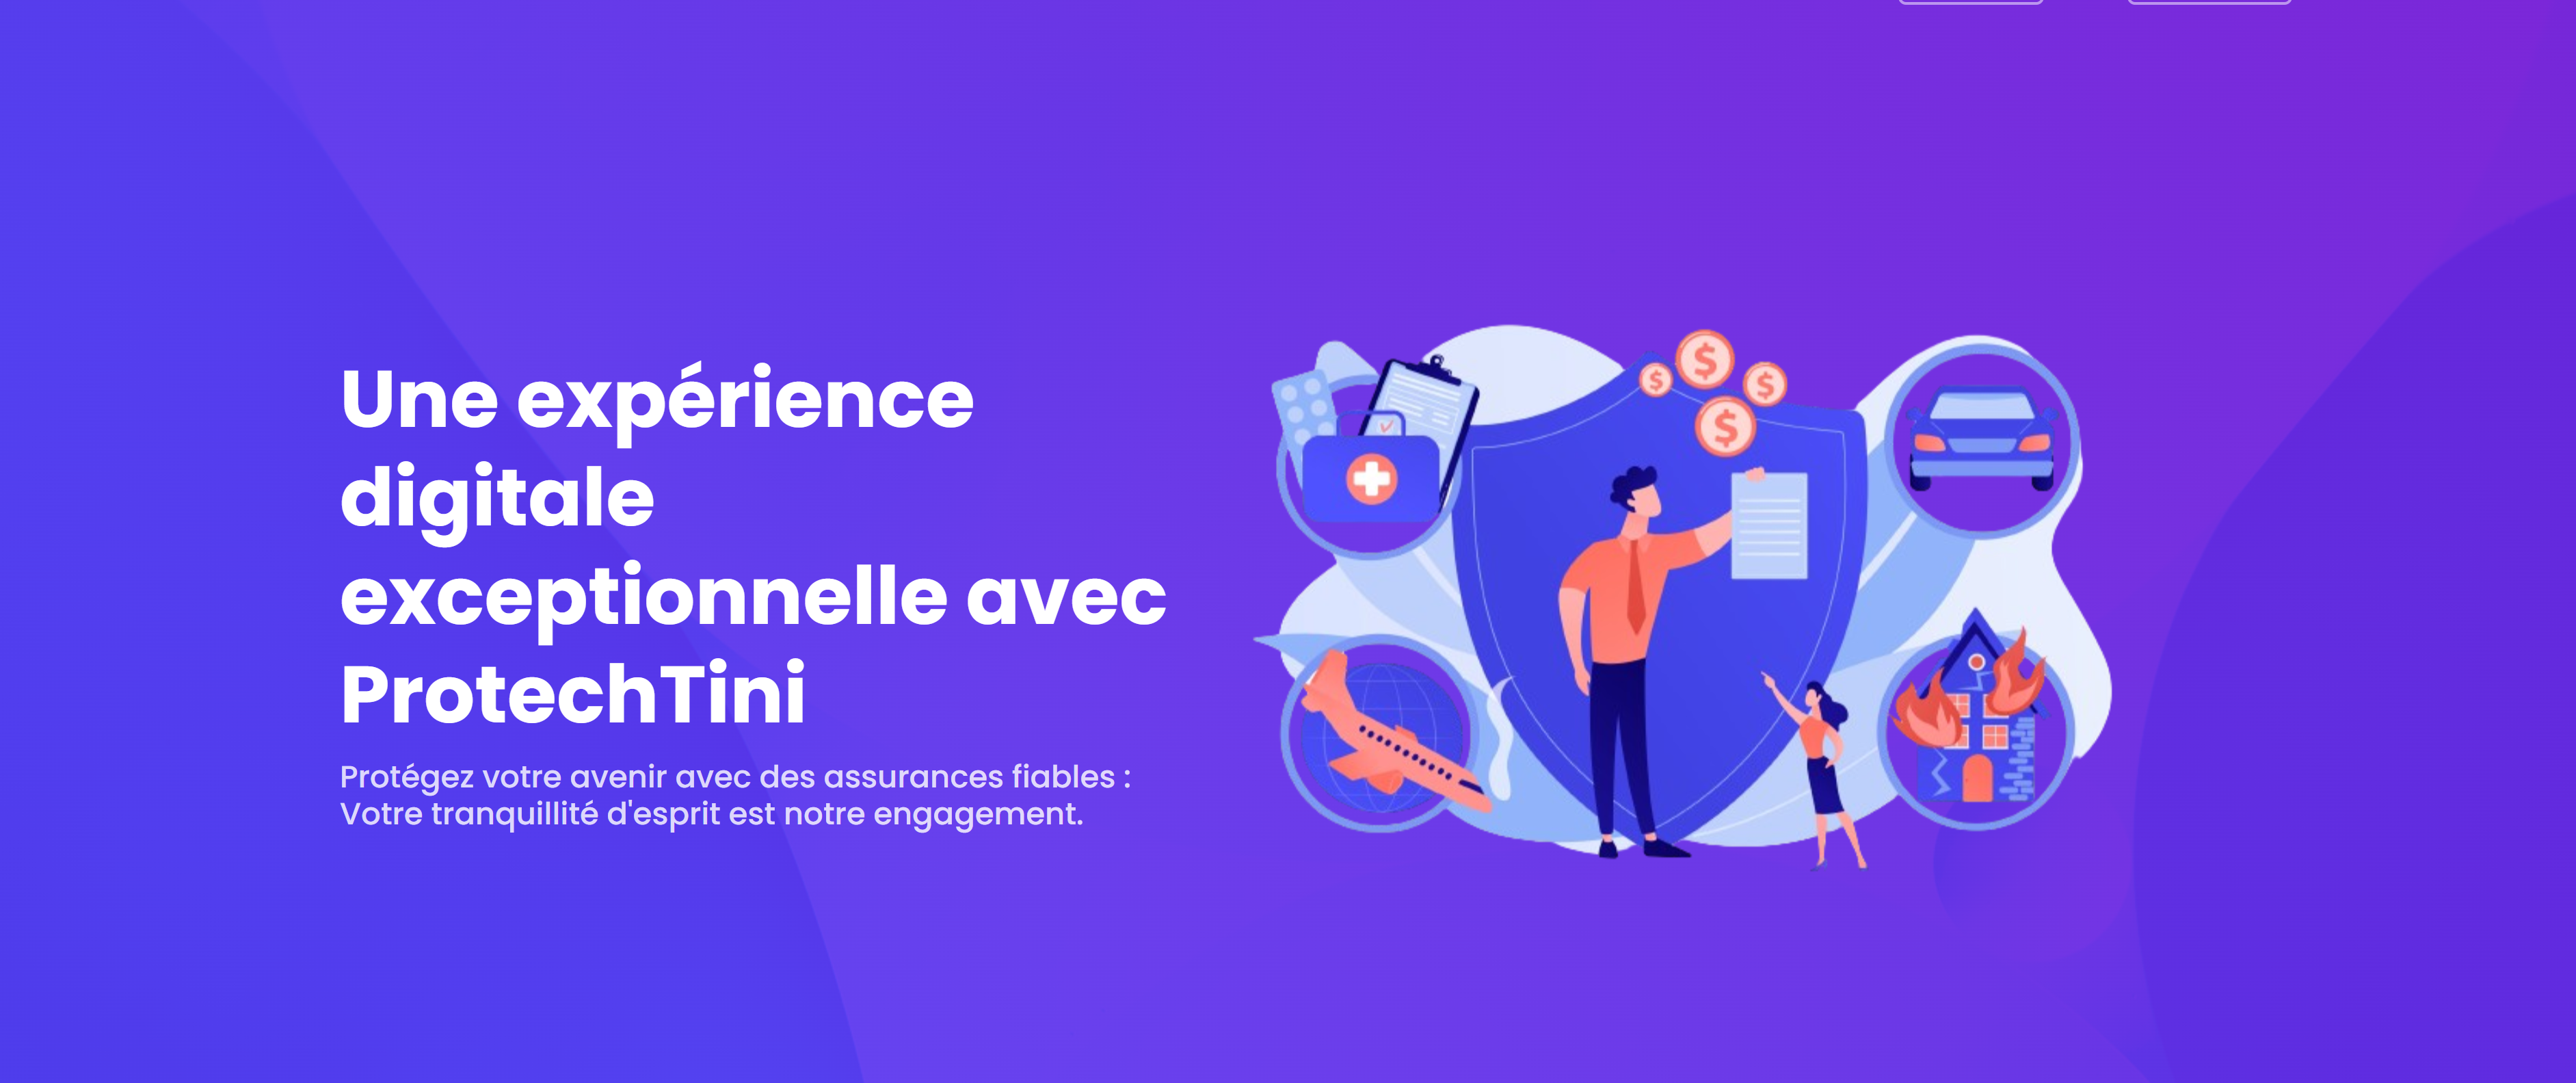 Une expérience
digitale
exceptionnelle avec
ProtechTini
Protégez votre avenir avec des assurances fiables :
Votre tranquillité d'esprit est notre engagement.